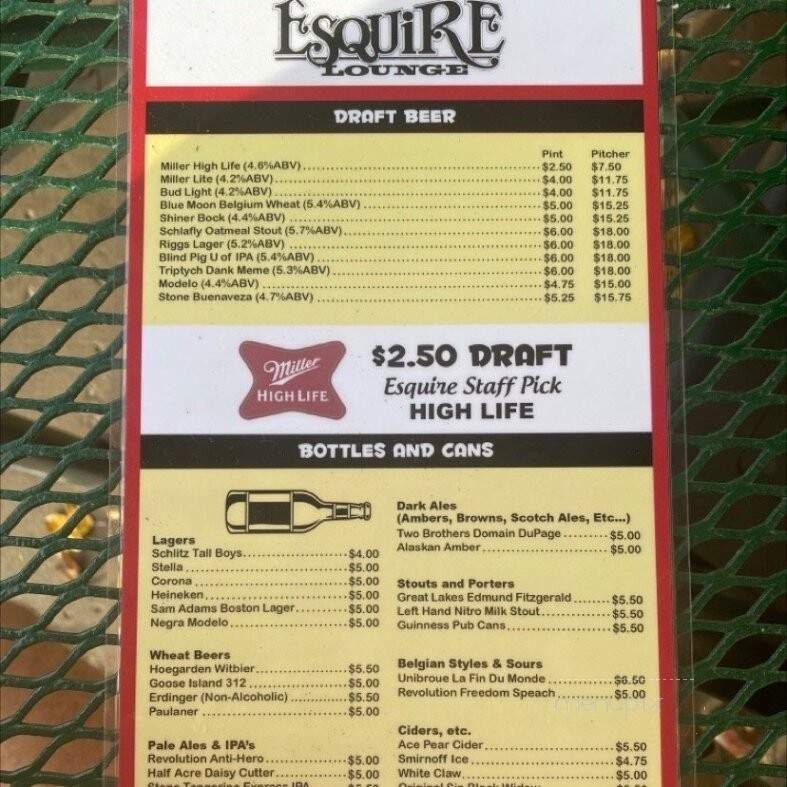 ESQUiRE
LOUNGE
DRAFT BEER
Pint Pitcher
Miller High Life (4.6%ABV) $2.50 $7.50
Miller Lite (4.2%ABV) $4.00 $11.75
Bud Light (4.2%ABV) $4.00 $11.75
Blue Moon Belgium Wheat (5.4%ABV) $5.00 $15.25
Shiner Bock (4.4%ABV) $5.00 $15.25
Schlafly Oatmeal Stout (5.7%ABV) $6.00 $18.00
Riggs Lager (5.2%ABV) $6.00 $18.00
Blind Pig U of IPA (5.4%ABV) $6.00 $18.00
Triptych Dank Meme (5.3%ABV) $6.00 $18.00
Modelo (4.4%ABV) $4.75 $15.00
Stone Buenaveza (4.7%ABV) $5.25 $15.75
Miller
HIGH LIFE
$2.50 DRAFT
Esquire Staff Pick
HIGH LIFE
BOTTLES AND CANS
Lagers
Schlitz Tall Boys $4.00
Stella $5.00
Corona $5.00
Heineken $5.00
Sam Adams Boston Lager $5.00
Negra Modelo $5.00
Wheat Beers
Hoegarden Witbier $5.50
Goose Island 312 $5.00
Erdinger (Non-Alcoholic) $5.50
Paulaner $5.00
Pale Ales & IPA's
Revolution Anti-Hero $5.00
Half Acre Daisy Cutter $5.00
Stone Tangerine Express IPA
Dark Ales
(Ambers, Browns, Scotch Ales, Etc...)
Two Brothers Domain DuPage $5.00
Alaskan Amber $5.00
Stouts and Porters
Great Lakes Edmund Fitzgerald $5.50
Left Hand Nitro Milk Stout $5.50
Guinness Pub Cans $5.50
Belgian Styles & Sours
Unibroue La Fin Du Monde $6.50
Revolution Freedom Speach $5.00
Ciders, etc.
Ace Pear Cider $5.50
Smirnoff Ice $4.75
White Claw $5.00
Original Sin Black Widow